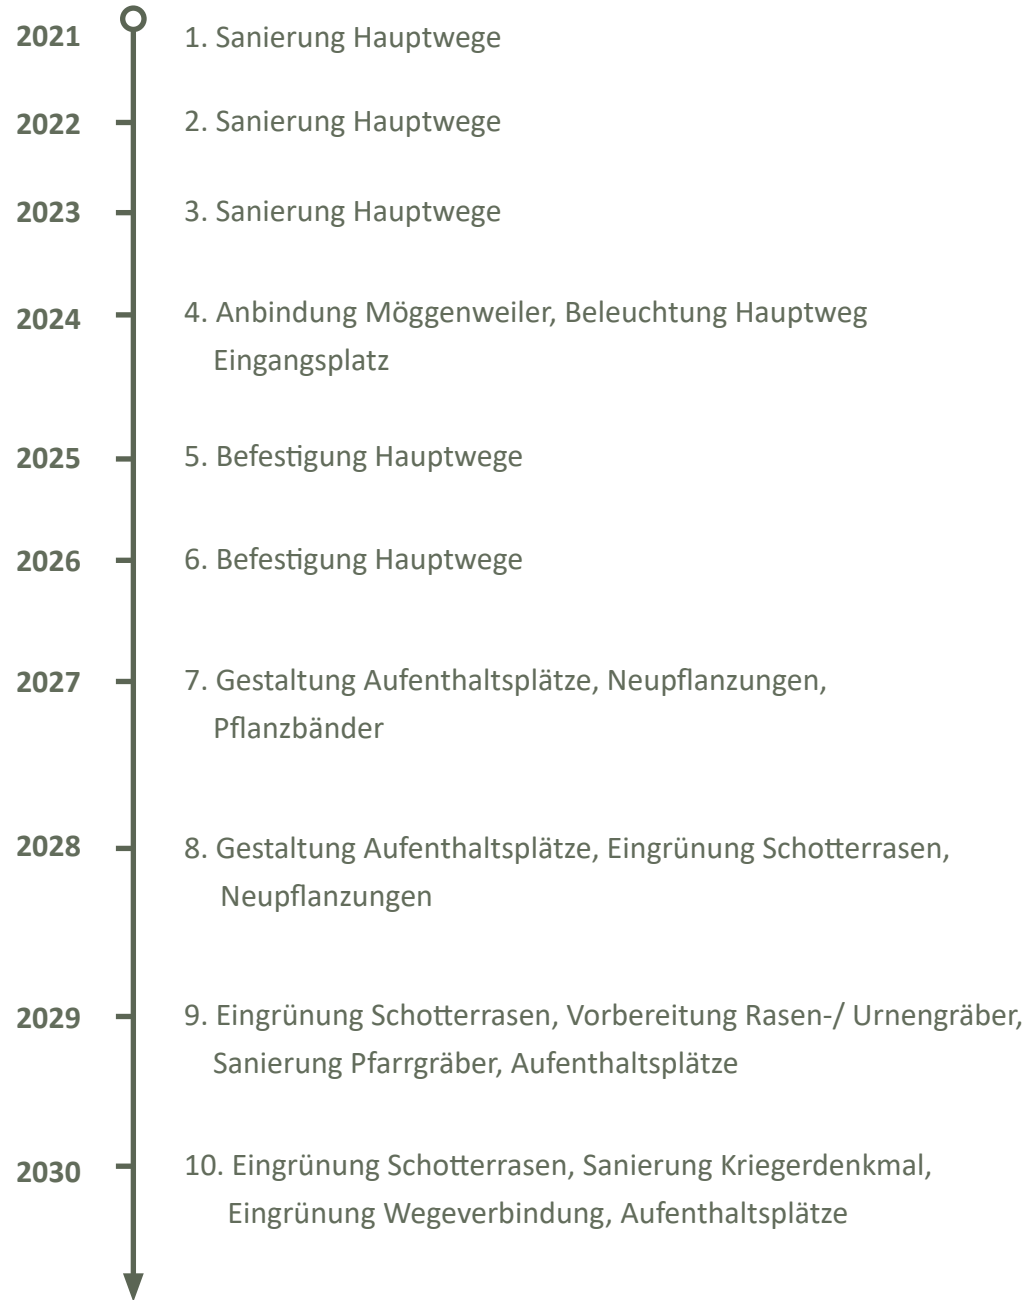 2021 1. Sanierung Hauptwege
2022 2. Sanierung Hauptwege
2023 3. Sanierung Hauptwege
2024 4. Anbindung Möggenweiler, Beleuchtung Hauptweg
Eingangsplatz
2025 5. Befestigung Hauptwege
2026 6. Befestigung Hauptwege
2027 7. Gestaltung Aufenthaltsplätze, Neupflanzungen,
Pflanzbänder
2028 8. Gestaltung Aufenthaltsplätze, Eingrünung Schotterrasen,
Neupflanzungen
2029 9. Eingrünung Schotterrasen, Vorbereitung Rasen-/ Urnengräber,
Sanierung Pfarrgräber, Aufenthaltsplätze
2030 10. Eingrünung Schotterrasen, Sanierung Kriegerdenkmal,
Eingrünung Wegeverbindung, Aufenthaltsplätze